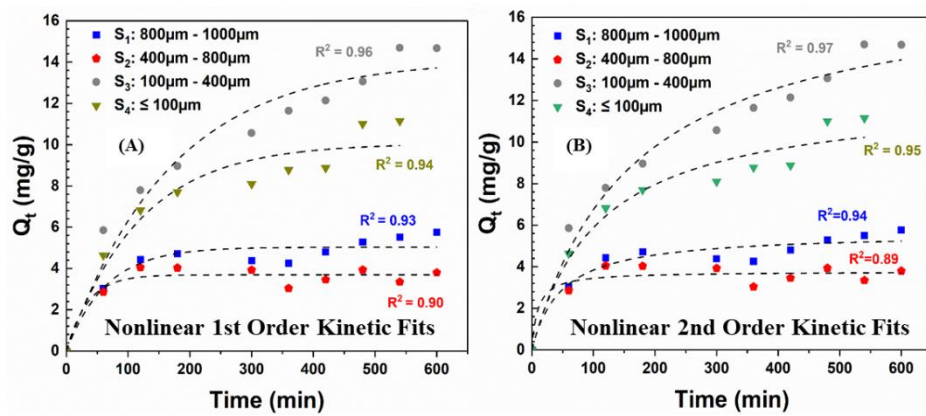 16
14
12
10
8
6
4
2
0
Qt (mg/g)
S1: 800µm - 1000µm
S2: 400µm - 800µm
S3: 100µm - 400µm
S4: ≤ 100µm
(A)
R² = 0.96
R² = 0.94
R² = 0.93
R² = 0.90
Nonlinear 1st Order Kinetic Fits
0 100 200 300 400 500 600
Time (min)
16
14
12
10
8
6
4
2
0
Qt (mg/g)
S1: 800µm - 1000µm
S2: 400µm - 800µm
S3: 100µm - 400µm
S4: ≤ 100µm
(B)
R² = 0.97
R² = 0.95
R²=0.94
R²=0.89
Nonlinear 2nd Order Kinetic Fits
0 100 200 300 400 500 600
Time (min)